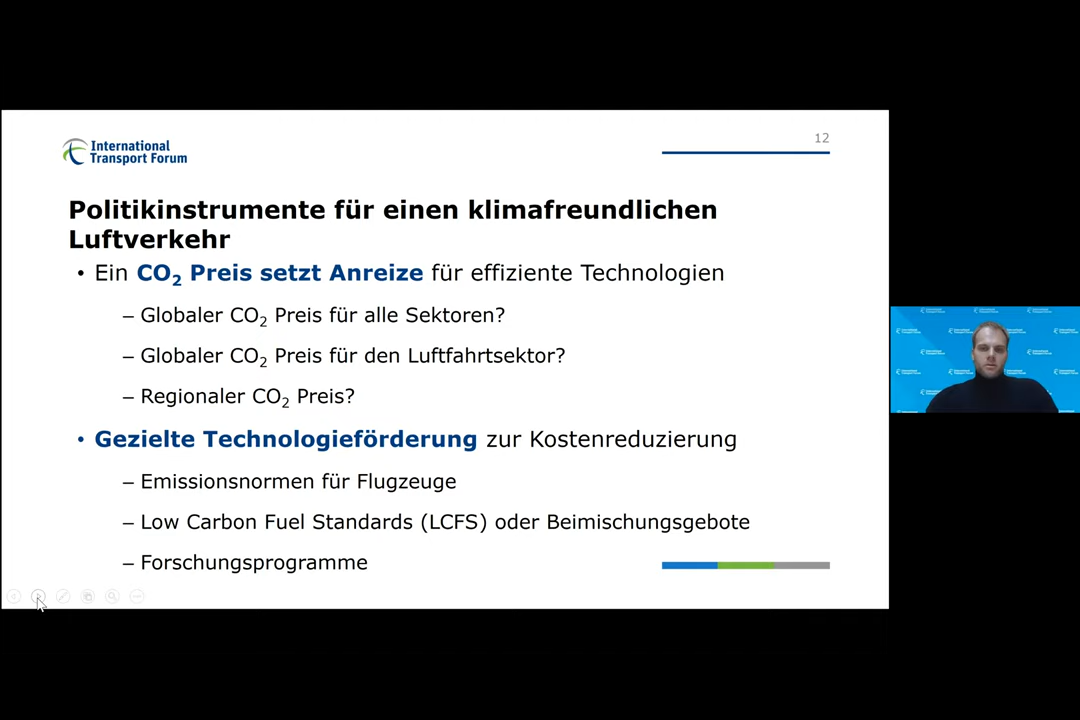 International
Transport Forum
12
Politikinstrumente für einen klimafreundlichen
Luftverkehr
• Ein CO₂ Preis setzt Anreize für effiziente Technologien
– Globaler CO₂ Preis für alle Sektoren?
– Globaler CO₂ Preis für den Luftfahrtsektor?
– Regionaler CO₂ Preis?
• Gezielte Technologieförderung zur Kostenreduzierung
– Emissionsnormen für Flugzeuge
– Low Carbon Fuel Standards (LCFS) oder Beimischungsgebote
– Forschungsprogramme